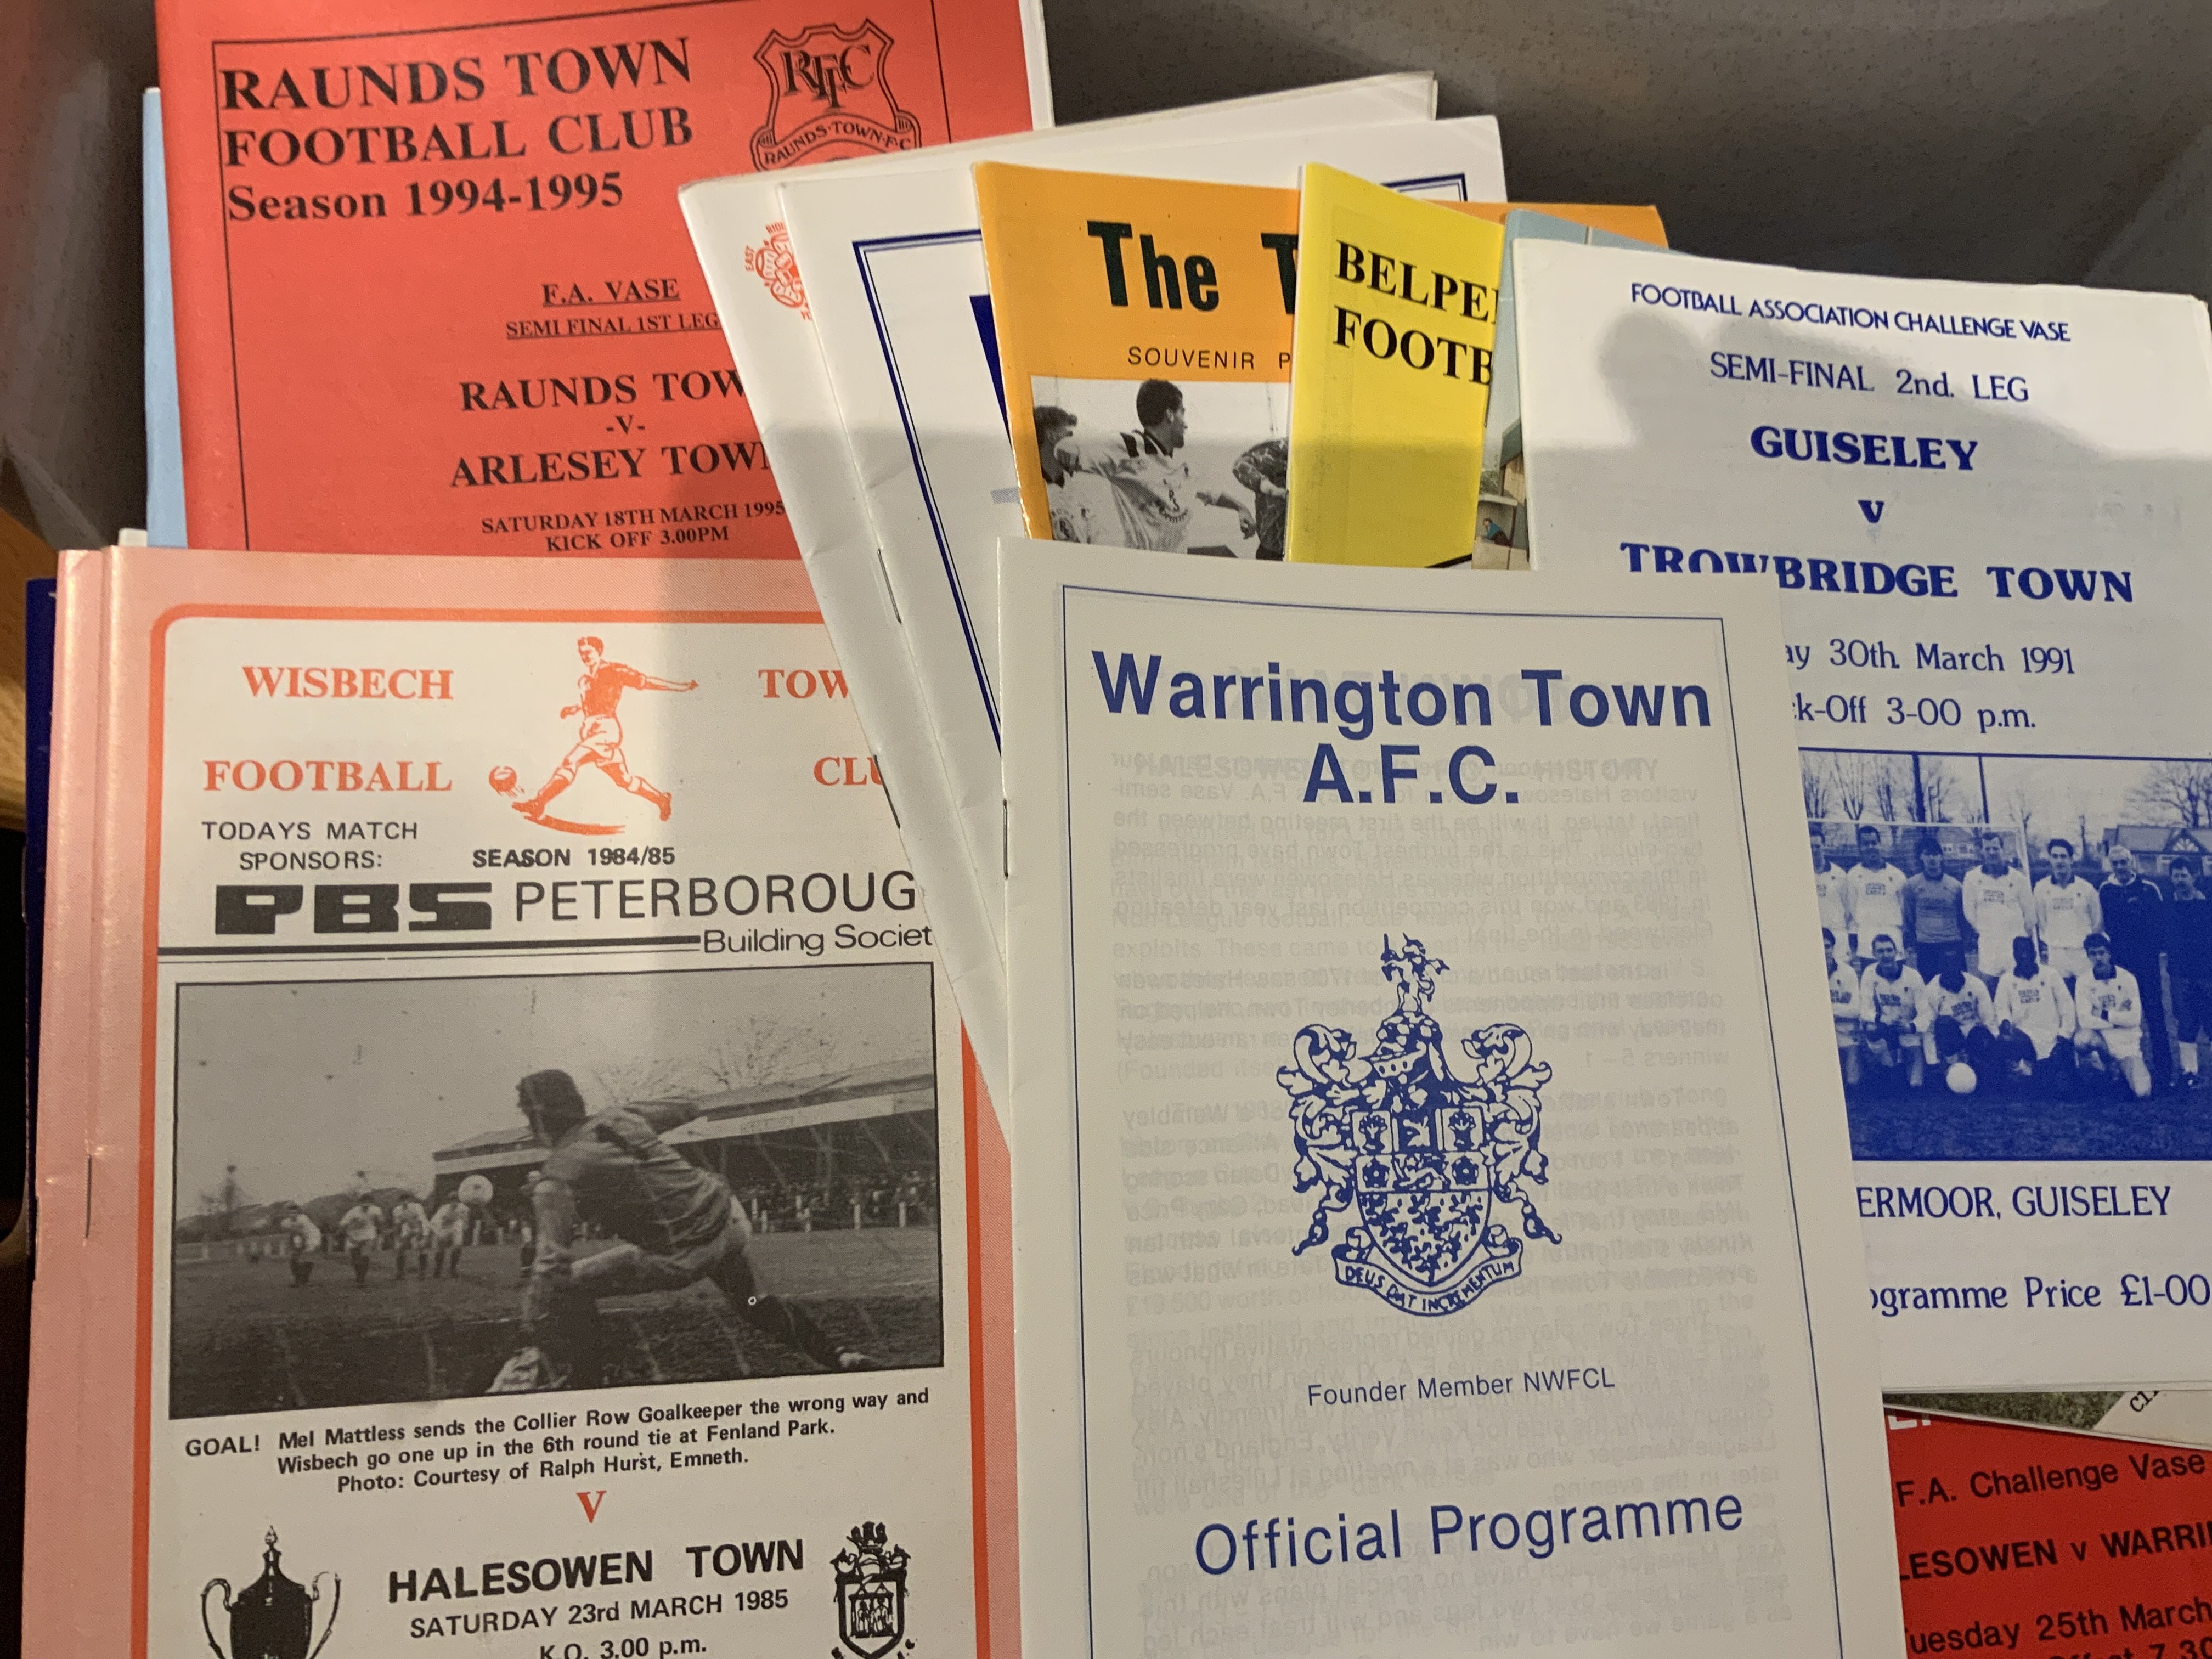 RAUNDS TOWN
FOOTBALL CLUB
Season 1994-1995
RFTC
RAUNDS·TOWN·F·C
F.A. VASE
SEMI FINAL 1ST LEG
RAUNDS TOW
-V-
ARLESEY TOW
SATURDAY 18TH MARCH 1995
KICK OFF 3.00PM
EAST
The T
SOUVENIR P
BELPE
FOOTB
FOOTBALL ASSOCIATION CHALLENGE VASE
SEMI-FINAL 2nd. LEG
GUISELEY
v
TROWBRIDGE TOWN
ay 30th March 1991
k-Off 3-00 p.m.
ERMOOR, GUISELEY
ogramme Price £1-00
WISBECH TOW
FOOTBALL CLU
TODAYS MATCH
SPONSORS:
SEASON 1984/85
PBS PETERBOROUG
Building Societ
GOAL! Mel Mattless sends the Collier Row Goalkeeper the wrong way and
Wisbech go one up in the 6th round tie at Fenland Park.
Photo: Courtesy of Ralph Hurst, Emneth.
V
HALESOWEN TOWN
SATURDAY 23rd MARCH 1985
K.O. 3.00 p.m.
Warrington Town
A.F.C.
DEUS DAT INCREMENTUM
Founder Member NWFCL
Official Programme
F.A. Challenge Vase
LESOWEN v WARRI
uesday 25th March